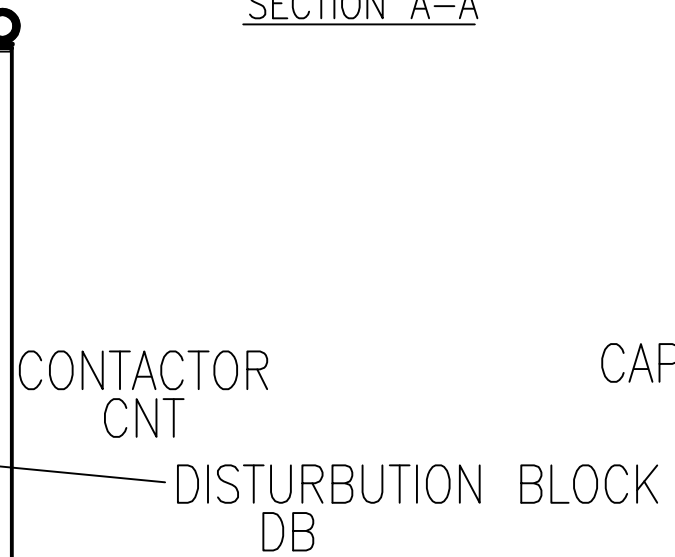 SECTION A-A
CONTACTOR
CNT
CAP
DISTURBUTION BLOCK
DB